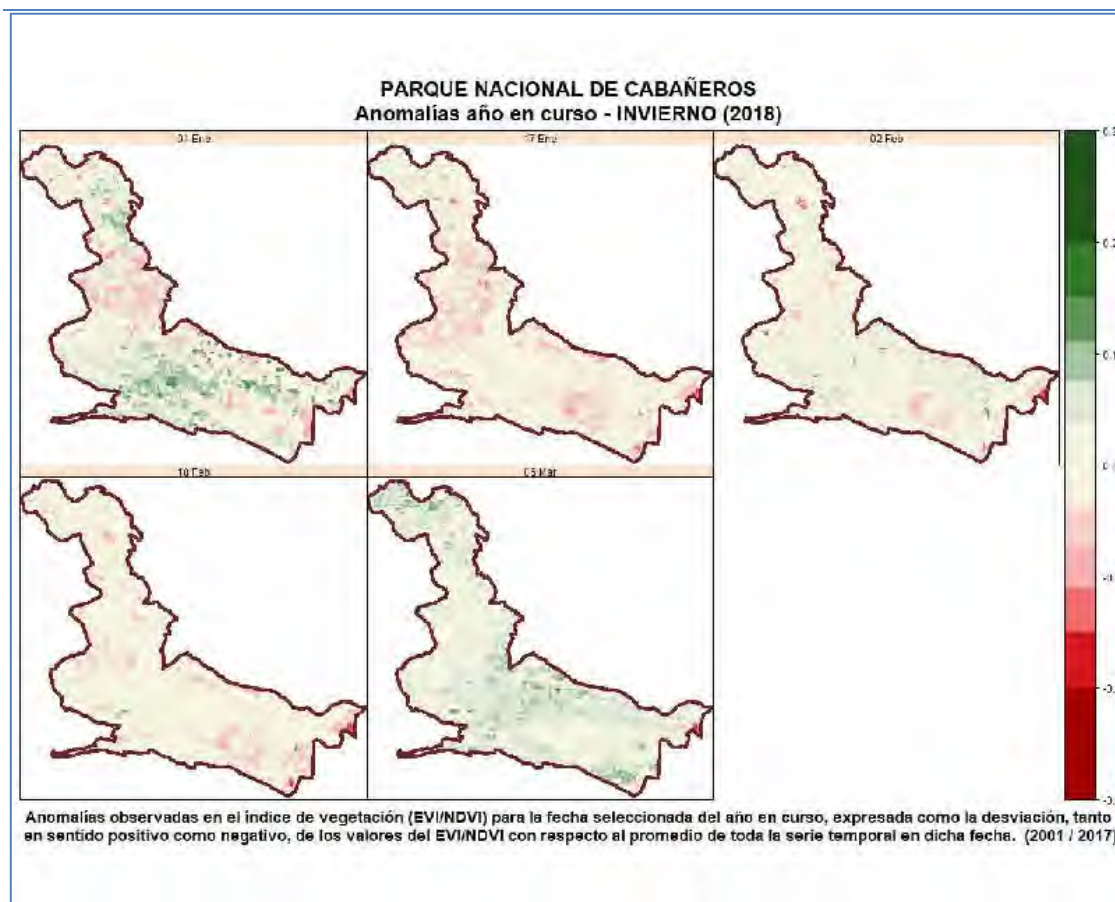 PARQUE NACIONAL DE CABAÑEROS
Anomalías año en curso - INVIERNO (2018)
01 Ene
17 Ene
02 Feb
18 Feb
06 Mar
Anomalías observadas en el índice de vegetación (EVI/NDVI) para la fecha seleccionada del año en curso, expresada como la desviación, tanto
en sentido positivo como negativo, de los valores del EVI/NDVI con respecto al promedio de toda la serie temporal en dicha fecha. (2001 / 2017)